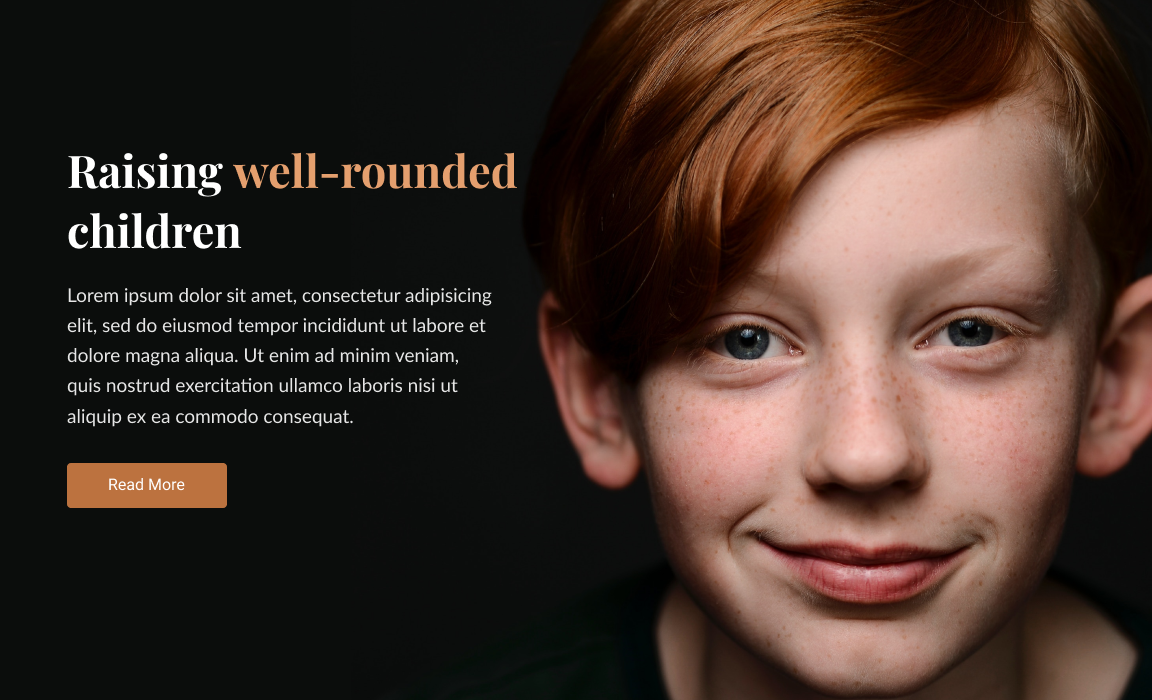 Raising well-rounded
children
Lorem ipsum dolor sit amet, consectetur adipisicing
elit, sed do eiusmod tempor incididunt ut labore et
dolore magna aliqua. Ut enim ad minim veniam,
quis nostrud exercitation ullamco laboris nisi ut
aliquip ex ea commodo consequat.
Read More